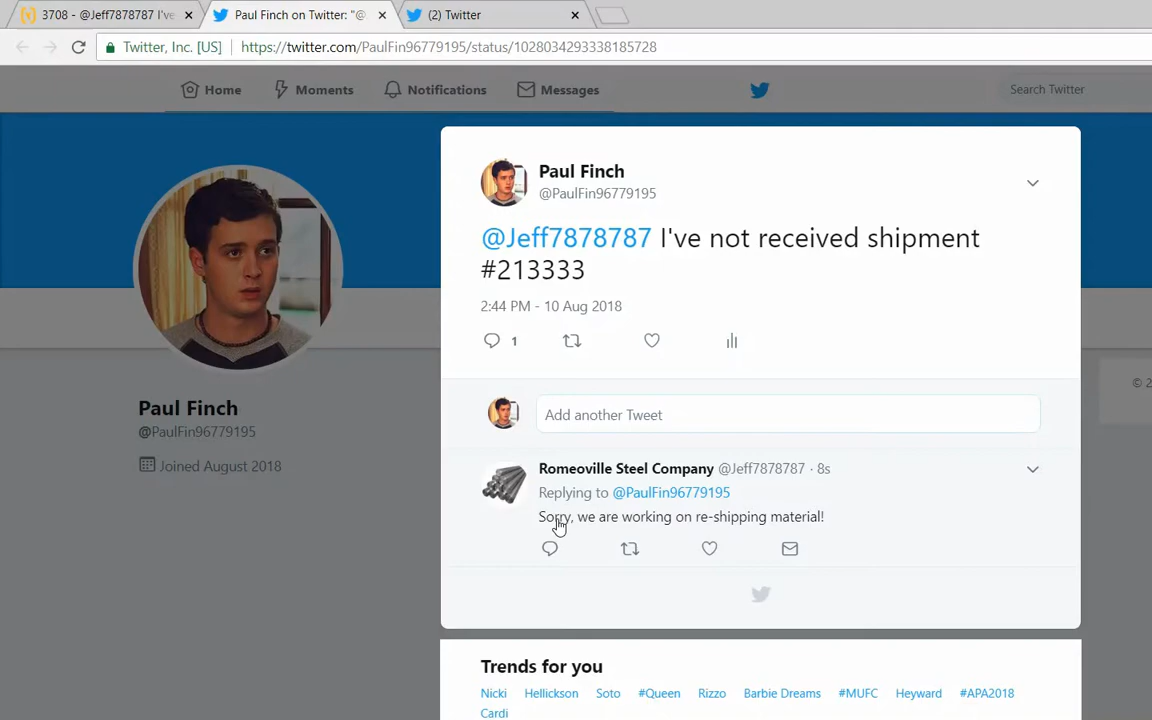 3708 - @Jeff7878787 I've
Paul Finch on Twitter: "@
(2) Twitter
Twitter, Inc. [US]
https://twitter.com/PaulFin96779195/status/1028034293338185728
Home
Moments
Notifications
Messages
Search Twitter
Paul Finch
@PaulFin96779195
@Jeff7878787 I've not received shipment
#213333
2:44 PM - 10 Aug 2018
1
© 2
Paul Finch
@PaulFin96779195
Joined August 2018
Add another Tweet
Romeoville Steel Company @Jeff7878787 · 8s
Replying to @PaulFin96779195
Sorry, we are working on re-shipping material!
Trends for you
Nicki Hellickson Soto #Queen Rizzo Barbie Dreams #MUFC Heyward #APA2018
Cardi